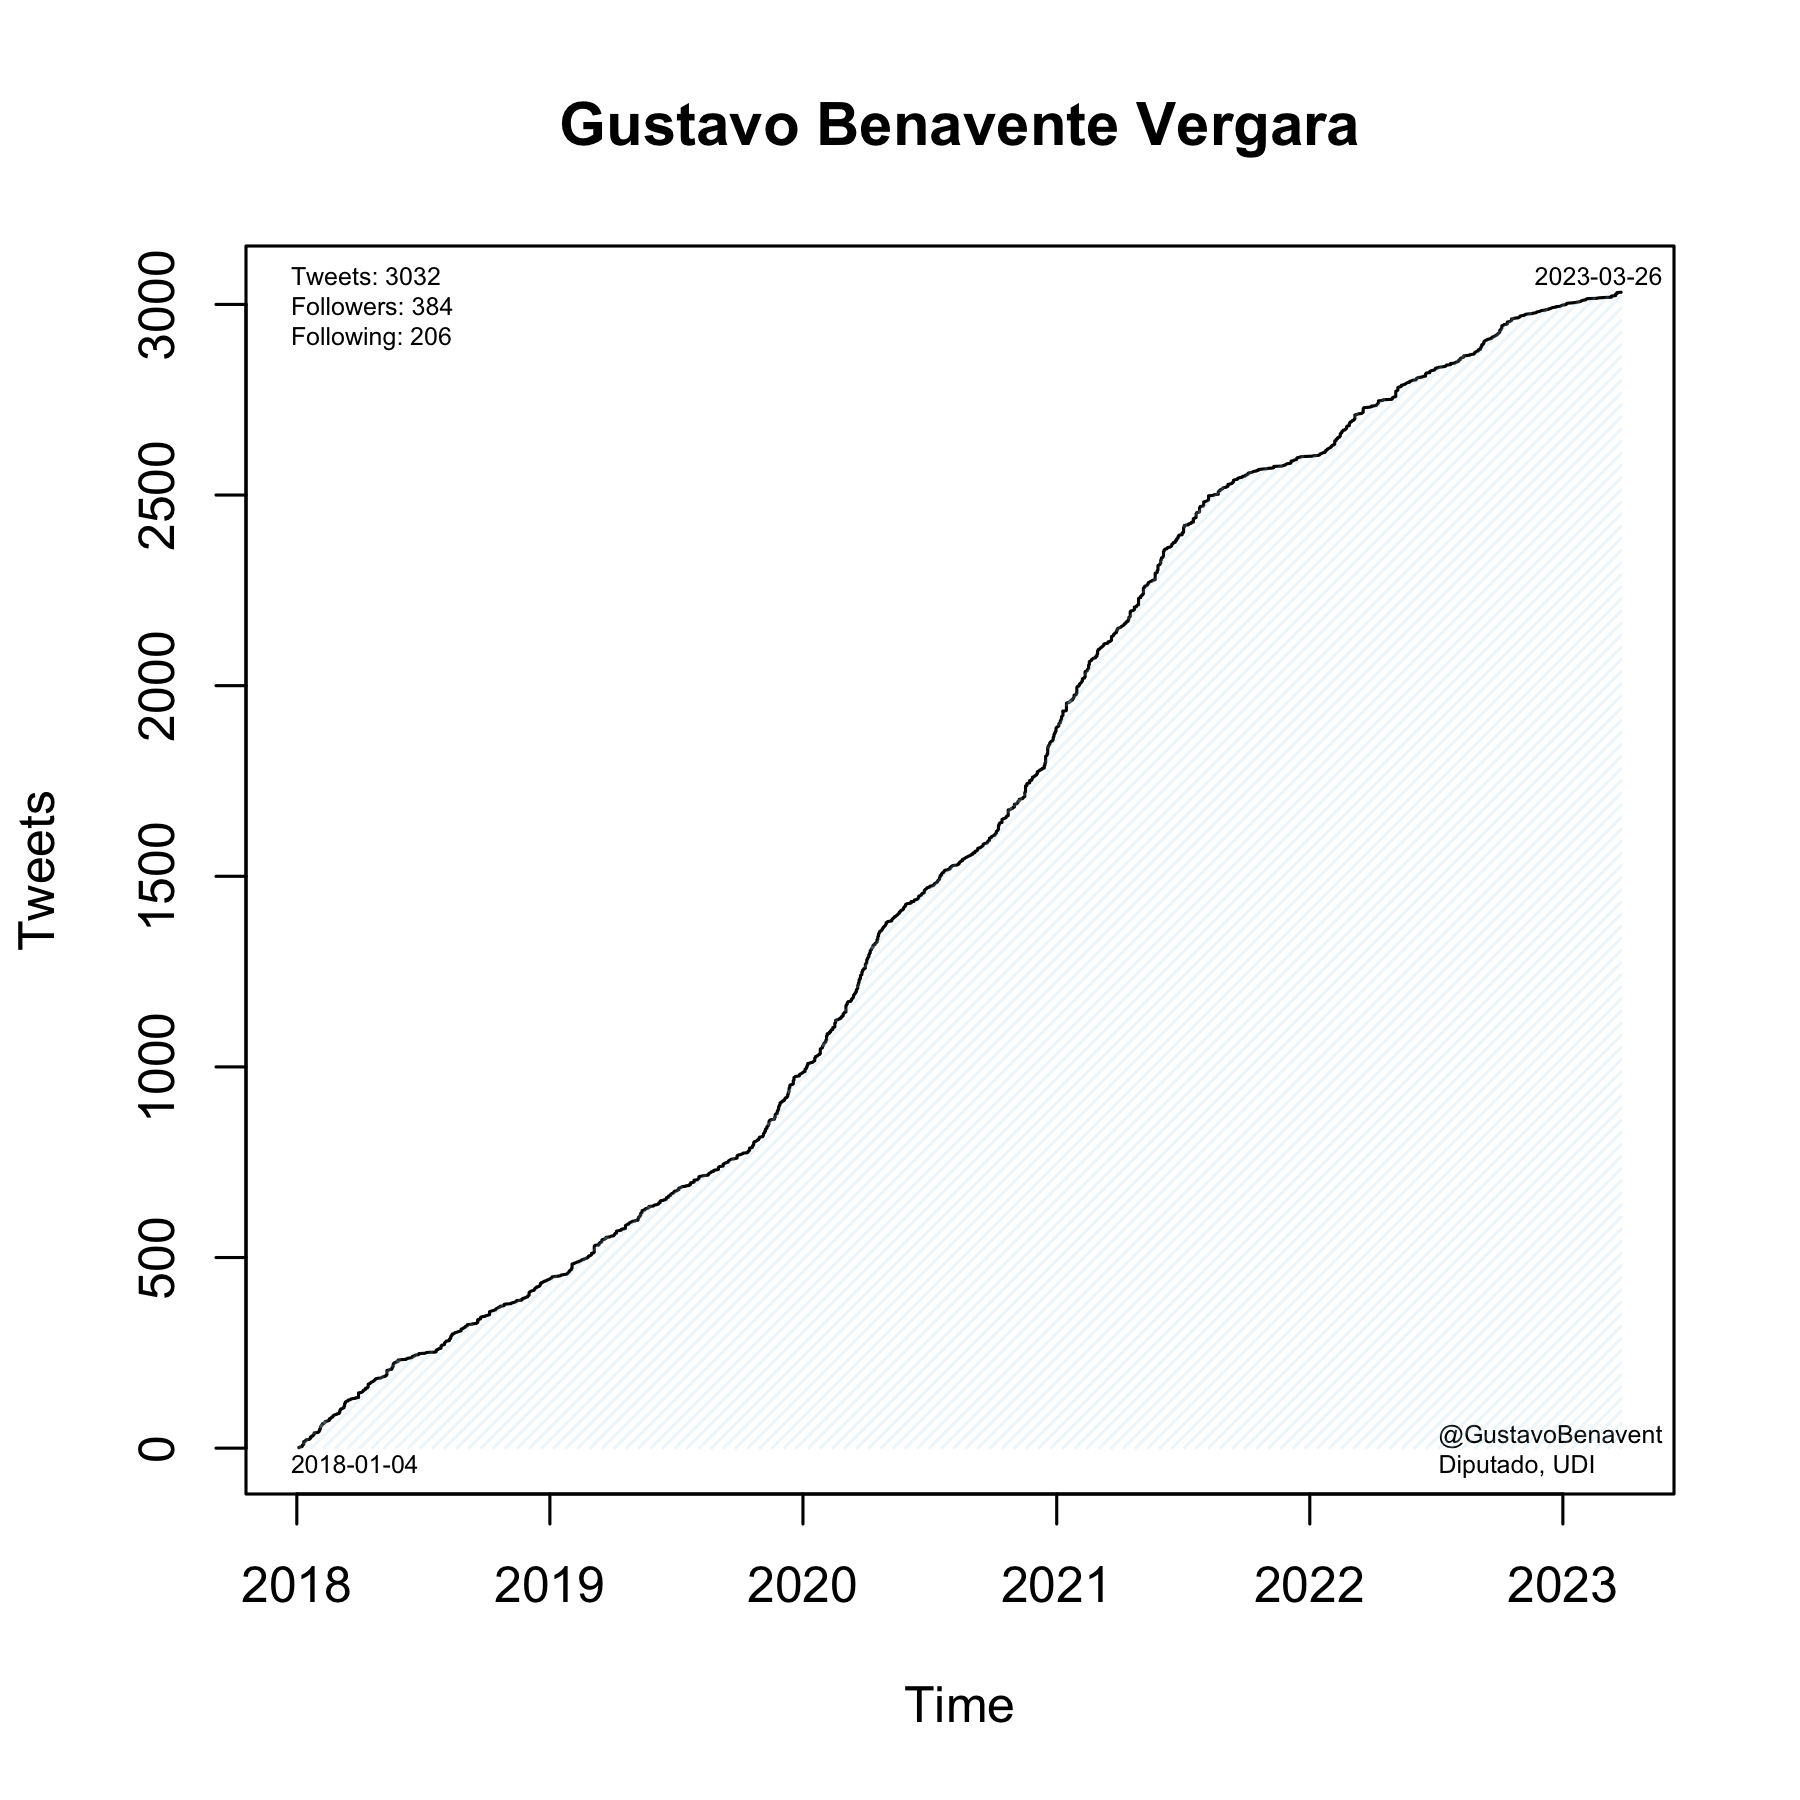 Gustavo Benavente Vergara
Tweets: 3032
Followers: 384
Following: 206
2023-03-26
3000
2500
2000
1500
1000
500
0
Tweets
@GustavoBenavent
Diputado, UDI
2018-01-04
2018 2019 2020 2021 2022 2023
Time